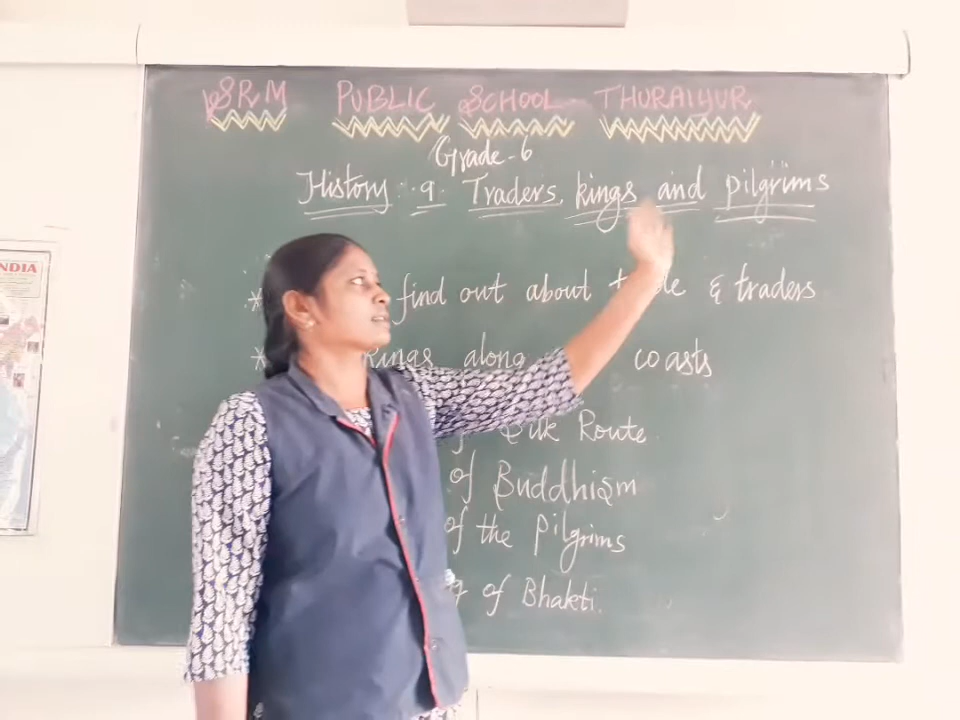 SRM PUBLIC SCHOOL THURAIYUR
Grade-6
History 9 Traders, kings and pilgrims
* find out about & traders
* kings along coasts
Silk Route
of Buddhism
of the Pilgrims
of Bhakti.
INDIA